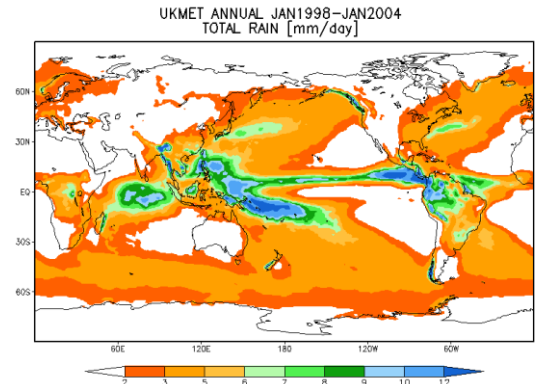 UKMET ANNUAL JAN1998-JAN2004
TOTAL RAIN [mm/day]
60N
30N
EQ
30S
60S
60E 120E 180 120W 60W
2 3 5 6 7 8 9 10 12